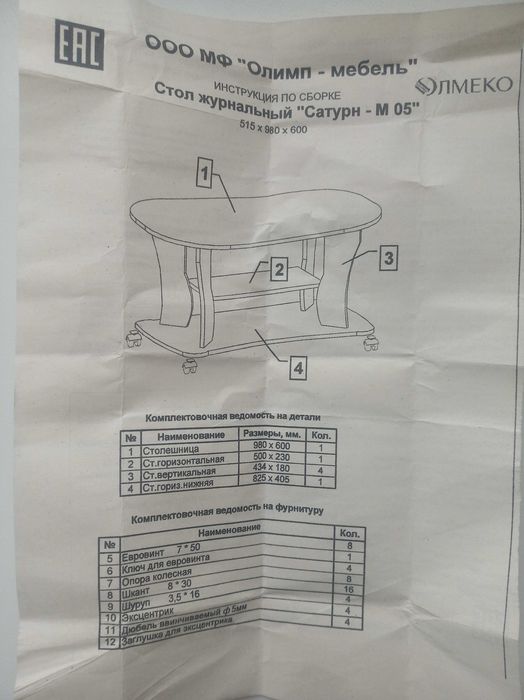 ЕАС
ООО МФ "Олимп - мебель"
ОЛМЕКО
ИНСТРУКЦИЯ ПО СБОРКЕ
Стол журнальный "Сатурн - М 05"
515 х 980 х 600
1
2
3
4
Комплектовочная ведомость на детали
№ Наименование Размеры, мм. Кол.
1 Столешница 980 х 600 1
2 Ст.горизонтальная 500 х 230 1
3 Ст.вертикальная 434 х 180 4
4 Ст.гориз.нижняя 825 х 405 1
Комплектовочная ведомость на фурнитуру
№ Наименование Кол.
5 Евровинт 7 * 50 8
6 Ключ для евровинта 1
7 Опора колесная 4
8 Шкант 8 * 30 8
9 Шуруп 3,5 * 16 16
10 Эксцентрик 4
11 Дюбель ввинчиваемый ф 5мм 4
12 Заглушка для эксцентрика 4